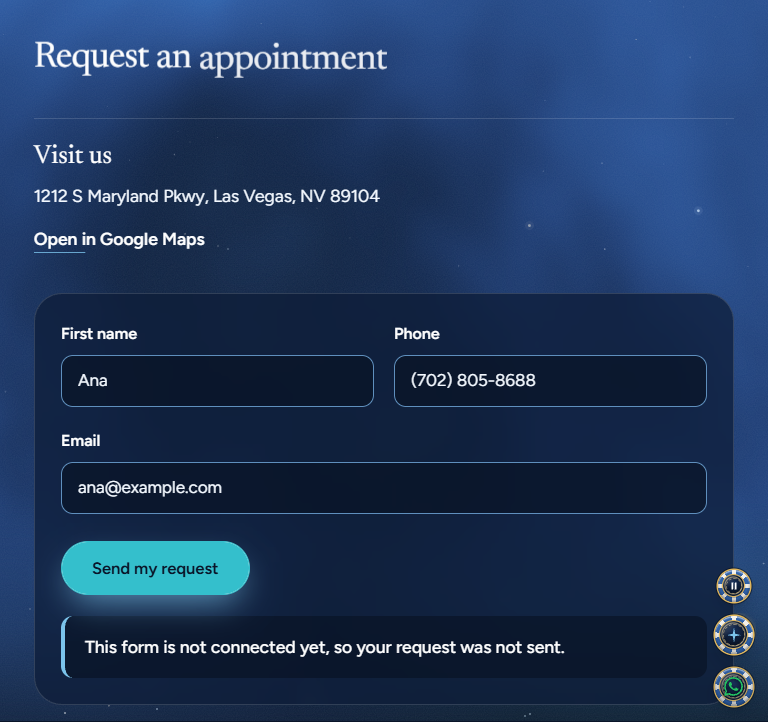 Request an appointment
Visit us
1212 S Maryland Pkwy, Las Vegas, NV 89104
Open in Google Maps
First name
Phone
Ana
(702) 805-8688
Email
ana@example.com
Send my request
This form is not connected yet, so your request was not sent.